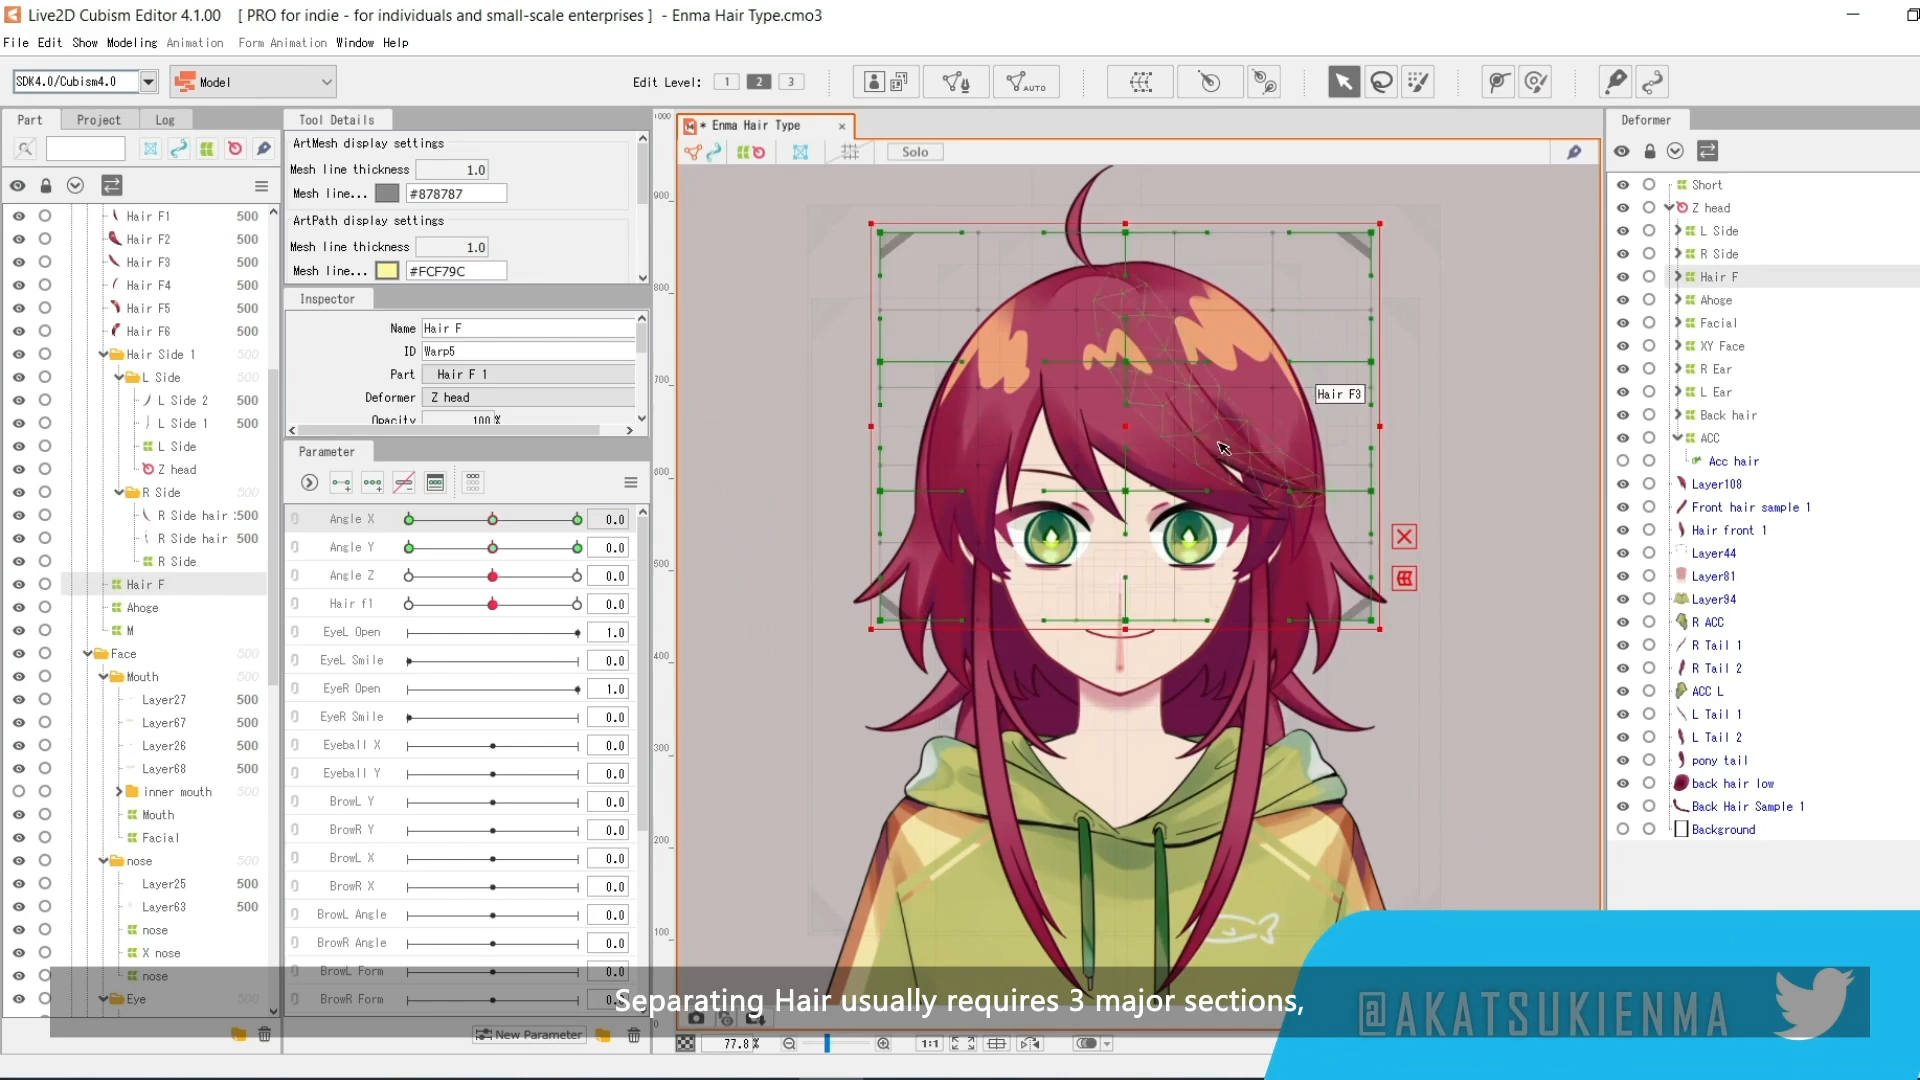 Live2D Cubism Editor 4.1.00 [ PRO for indie - for individuals and small-scale enterprises ] - Enma Hair Type.cmo3
File Edit Show Modeling Animation Form Animation Window Help
SDK4.0/Cubism4.0 Model Edit Level: 1 2 3 AUTO
Part Project Log
Hair F1 500
Hair F2 500
Hair F3 500
Hair F4 500
Hair F5 500
Hair F6 500
Hair Side 1 500
L Side 500
L Side 2 500
L Side 1 500
L Side
Z head
R Side 500
R Side hair :500
R Side hair 500
R Side
Hair F
Ahoge
M
Face 500
Mouth 500
Layer27 500
Layer67 500
Layer26 500
Layer68 500
inner mouth 500
Mouth
Facial
nose 500
Layer25 500
Layer63 500
nose
X nose
nose
Eye 500
Tool Details
ArtMesh display settings
Mesh line thickness 1.0
Mesh line... #878787
ArtPath display settings
Mesh line thickness 1.0
Mesh line... #FCF79C
Inspector
Name Hair F
ID Warp5
Part Hair F 1
Deformer Z head
Opacity 100 %
Parameter
Angle X 0.0
Angle Y 0.0
Angle Z 0.0
Hair f1 0.0
EyeL Open 1.0
EyeL Smile 0.0
EyeR Open 1.0
EyeR Smile 0.0
Eyeball X 0.0
Eyeball Y 0.0
BrowL Y 0.0
BrowR Y 0.0
BrowL X 0.0
BrowR X 0.0
BrowL Angle 0.0
BrowR Angle 0.0
BrowL Form 0.0
BrowR Form
New Parameter
* Enma Hair Type
Solo
1000
900
800
700
600
500
400
300
200
100
0
Hair F3
77.8 % 1:1
Deformer
Short
Z head
L Side
R Side
Hair F
Ahoge
Facial
XY Face
R Ear
L Ear
Back hair
ACC
Acc hair
Layer108
Front hair sample 1
Hair front 1
Layer44
Layer81
Layer94
R ACC
R Tail 1
R Tail 2
ACC L
L Tail 1
L Tail 2
pony tail
back hair low
Back Hair Sample 1
Background
Separating Hair usually requires 3 major sections,
@AKATSUKIENMA